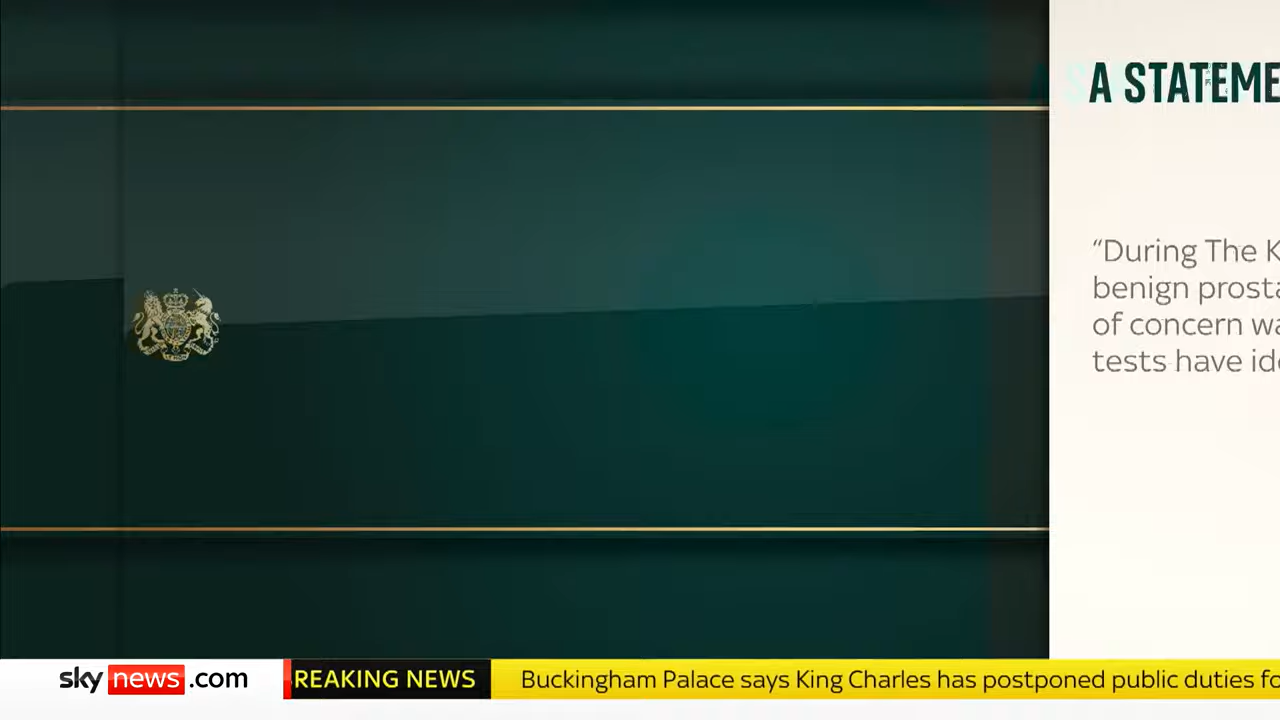 A STATEME
“During The K
benign prosta
of concern wa
tests have ide
sky news .com
REAKING NEWS
Buckingham Palace says King Charles has postponed public duties fo